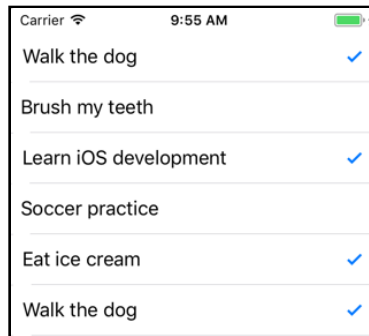 Carrier 9:55 AM
Walk the dog
Brush my teeth
Learn iOS development
Soccer practice
Eat ice cream
Walk the dog